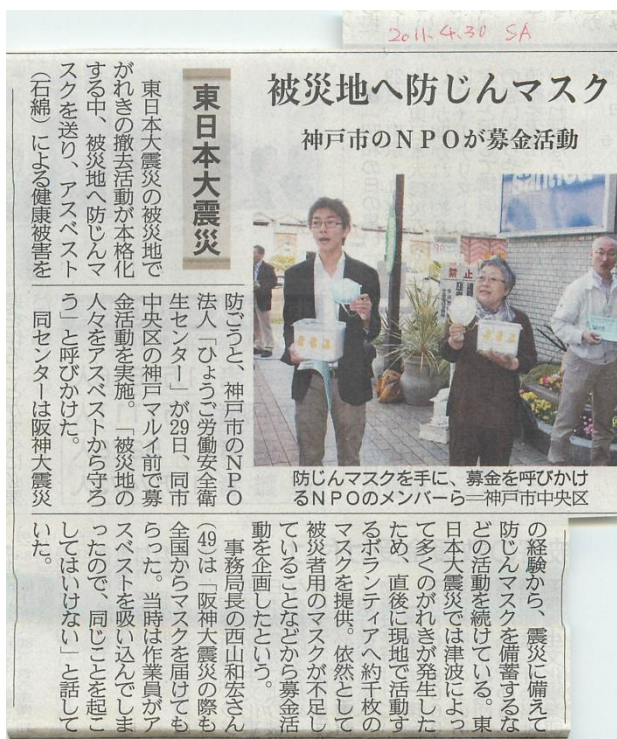 2011.4.30 SA
被災地へ防じんマスク
神戸市のNPOが募金活動
東日本大震災
東日本大震災の被災地で
がれきの撤去活動が本格化
する中、被災地へ防じんマ
スクを送り、アスベスト
(石綿)による健康被害を
防ごうと、神戸市のNPO
法人「ひょうご労働安全衛
生センター」が29日、同市
中央区の神戸マルイ前で募
金活動を実施。「被災地の
人々をアスベストから守ろ
う」と呼びかけた。
同センターは阪神大震災
の経験から、震災に備えて
防じんマスクを備蓄するな
どの活動を続けている。東
日本大震災では津波によっ
て多くのがれきが発生した
ため、直後に現地で活動す
るボランティアへ約千枚の
マスクを提供。依然として
被災者用のマスクが不足し
ていることなどから募金活
動を企画したという。
事務局長の西山和宏さん
(49)は「阪神大震災の際も
全国からマスクを届けても
らった。当時は作業員がア
スベストを吸い込んでしま
ったので、同じことを起こ
してはいけない」と話して
いた。
禁止
防じんマスクを手に、募金を呼びかけ
るNPOのメンバーら=神戸市中央区